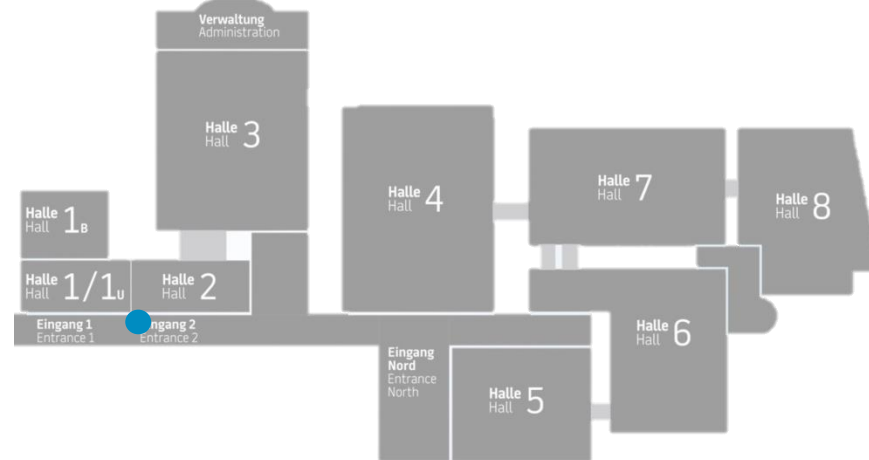 Verwaltung
Administration
Halle
Hall 3
Halle
Hall 4
Halle
Hall 7
Halle
Hall 8
Halle
Hall 1B
Halle
Hall 1/1U
Halle
Hall 2
Eingang 1
Entrance 1
ngang 2
Entrance 2
Halle
Hall 6
Eingang
Nord
Entrance
North
Halle
Hall 5